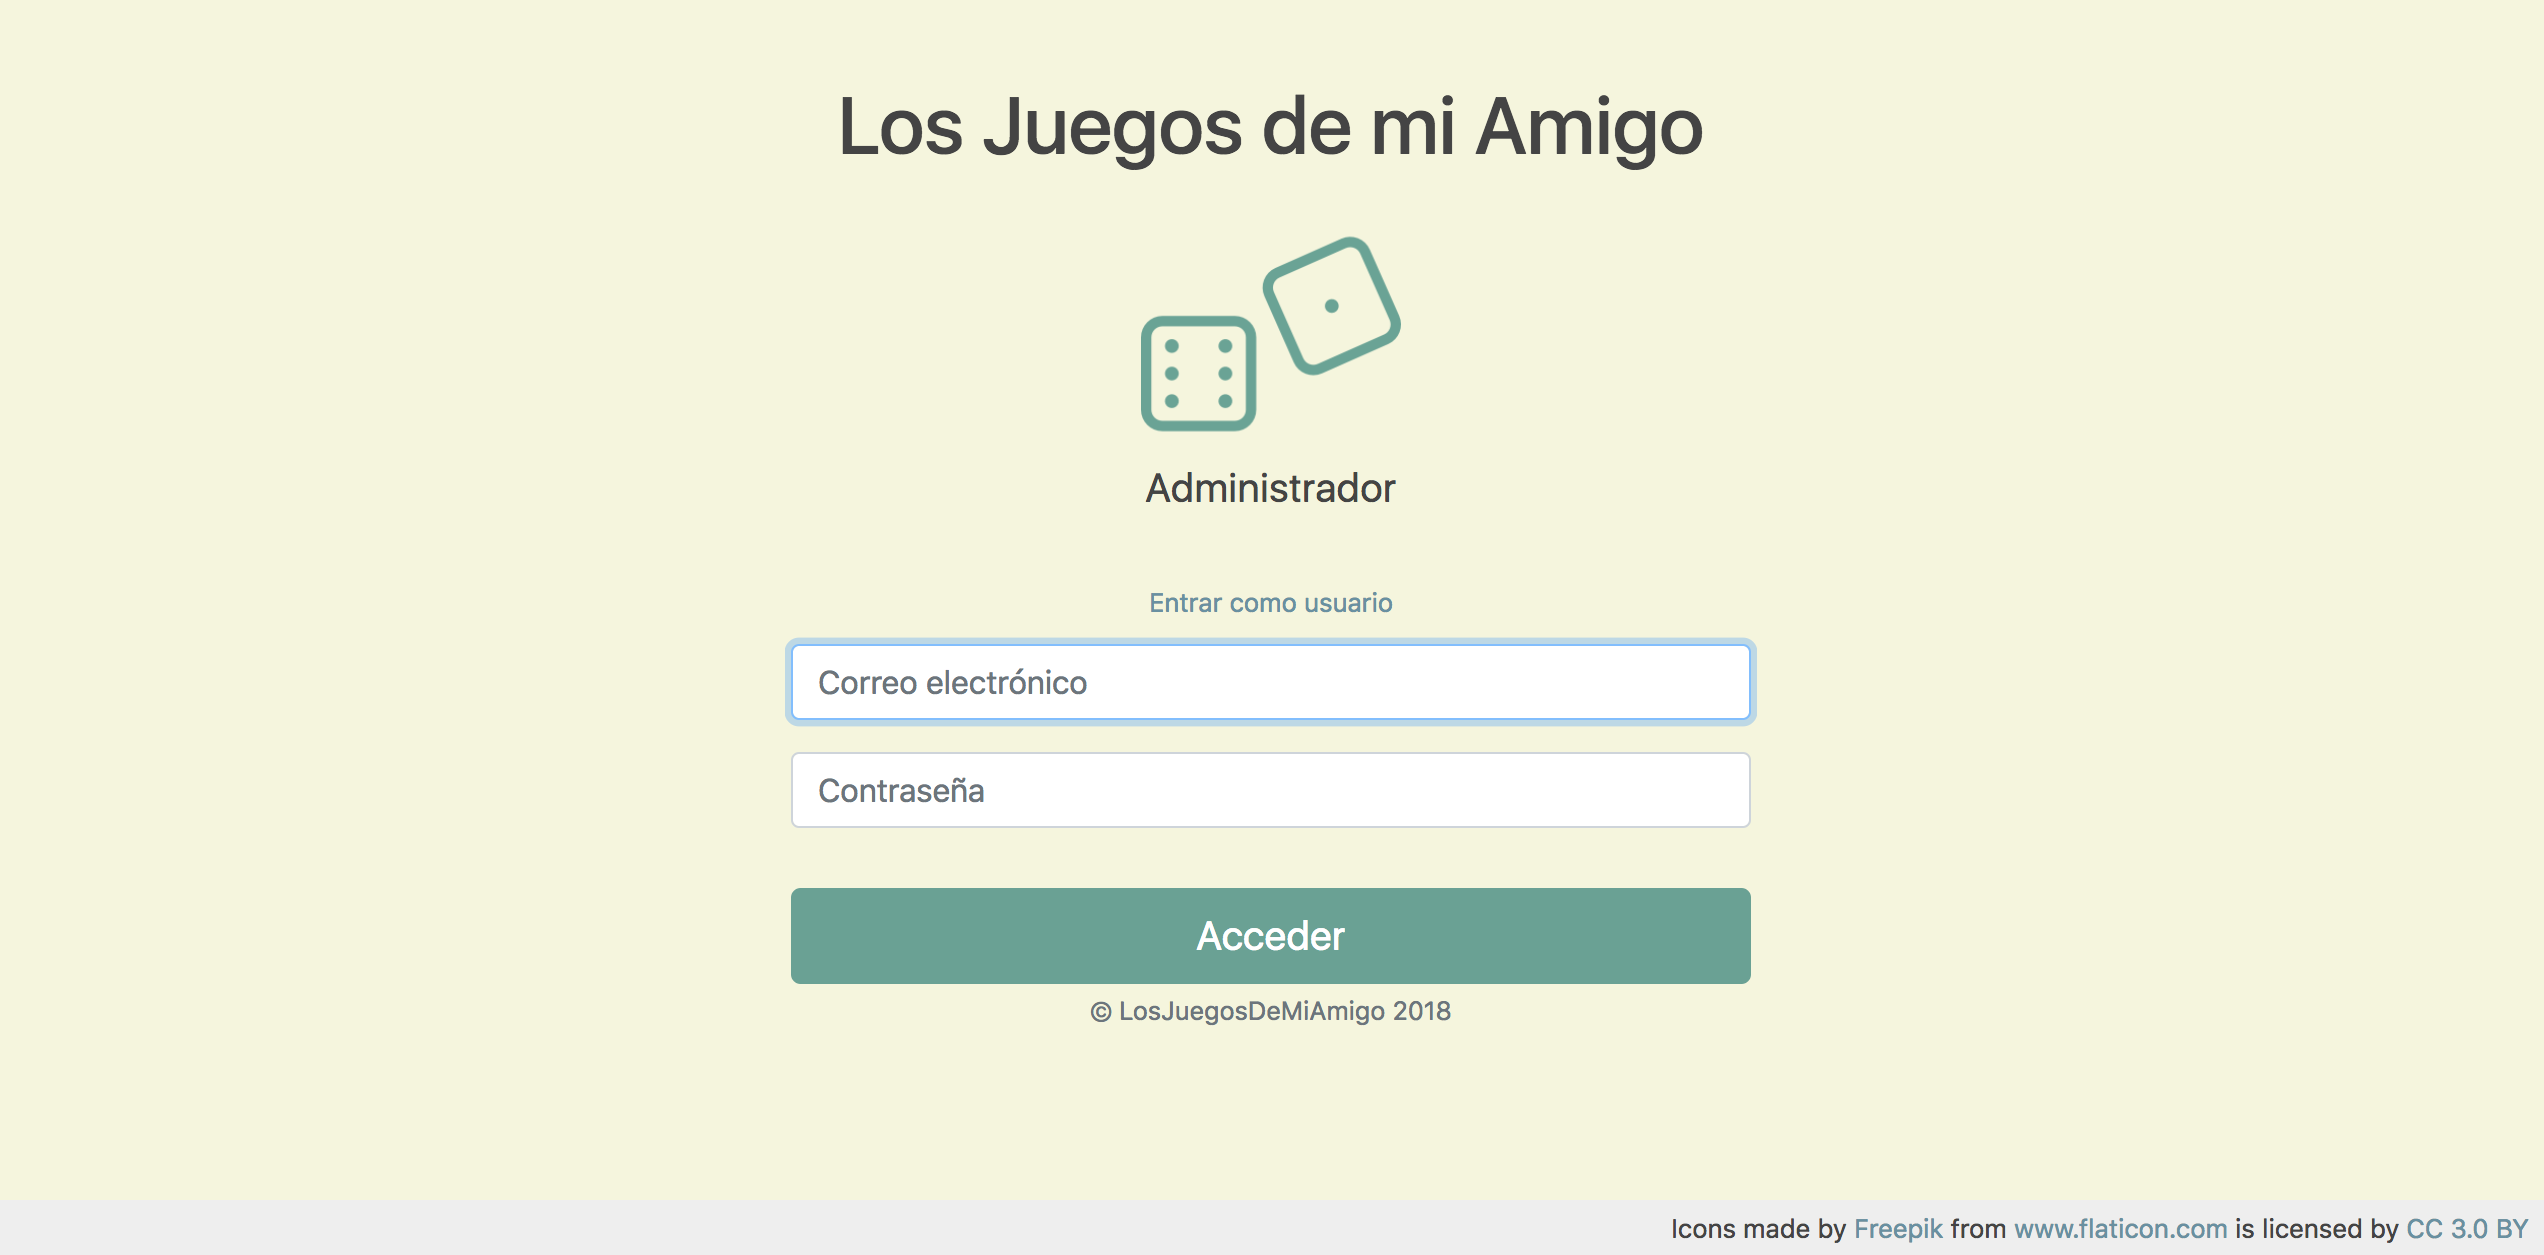 Los Juegos de mi Amigo
Administrador
Entrar como usuario
Correo electrónico
Contraseña
Acceder
© LosJuegosDeMiAmigo 2018
Icons made by Freepik from www.flaticon.com is licensed by CC 3.0 BY